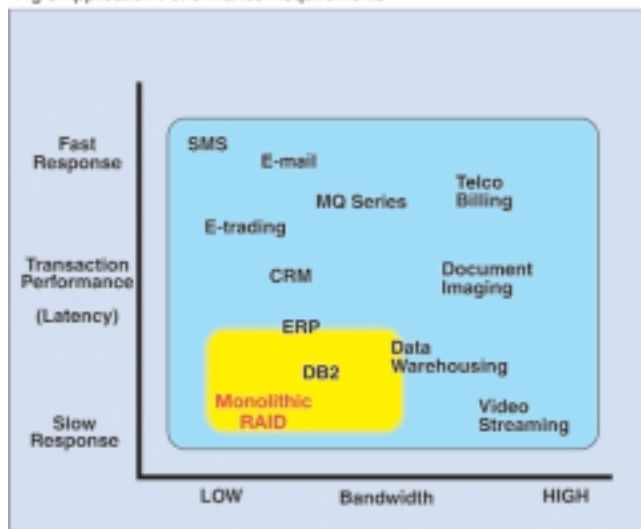 Fast
Response
Transaction
Performance
(Latency)
Slow
Response
SMS
E-mail
MQ Series
Telco
Billing
E-trading
CRM
Document
Imaging
ERP
DB2
Data
Warehousing
Monolithic
RAID
Video
Streaming
LOW
Bandwidth
HIGH